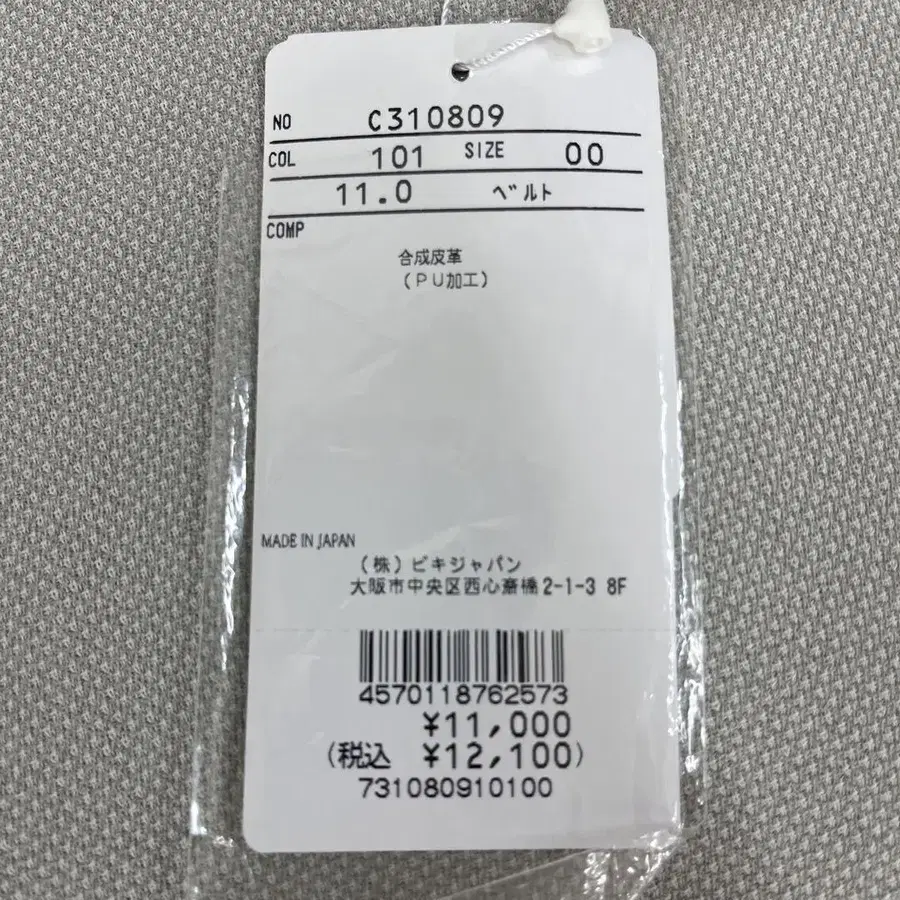 NO C310809
COL 101 SIZE 00
11.0 ﾍﾞﾙﾄ
COMP
合成皮革
（ＰＵ加工）
MADE IN JAPAN
（株）ピキジャパン
大阪市中央区西心斎橋2-1-3 8F
4570118762573
¥11,000
(税込 ¥12,100)
731080910100